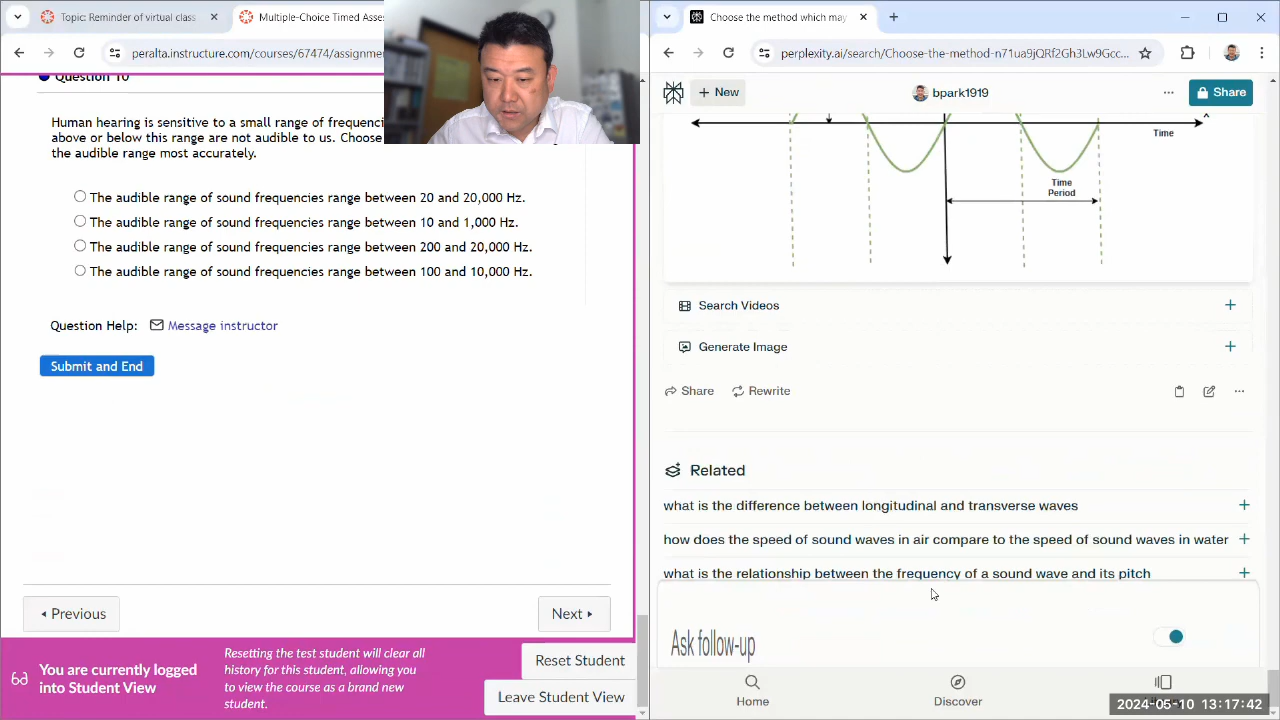 Reminder of virtual class
Multiple-Choice Timed Asses
Choose the method which may
peralta.instructure.com/courses/67474/assignme
perplexity.ai/search/Choose-the-method-n71ua9jQRf2Gh3i6w9Gcc...
New
bpark1919
Share
Question 10
Human hearing is sensitive to a small range of frequenci
above or below this range are not audible to us. Choose
the audible range most accurately.
The audible range of sound frequencies range between 20 and 20,000 Hz.
The audible range of sound frequencies range between 10 and 1,000 Hz.
The audible range of sound frequencies range between 200 and 20,000 Hz.
The audible range of sound frequencies range between 100 and 10,000 Hz.
Question Help:
Message instructor
Submit and End
Previous
Next
You are currently logged
into Student View
Resetting the test student will clear all
history for this student, allowing you
to view the course as a brand new
student.
Reset Student
Leave Student View
Time
Time
Period
Search Videos
Generate Image
Share
Rewrite
Related
what is the difference between longitudinal and transverse waves
how does the speed of sound waves in air compare to the speed of sound waves in water
what is the relationship between the frequency of a sound wave and its pitch
Ask follow-up
Home
Discover
2024-05-10 13:17:42